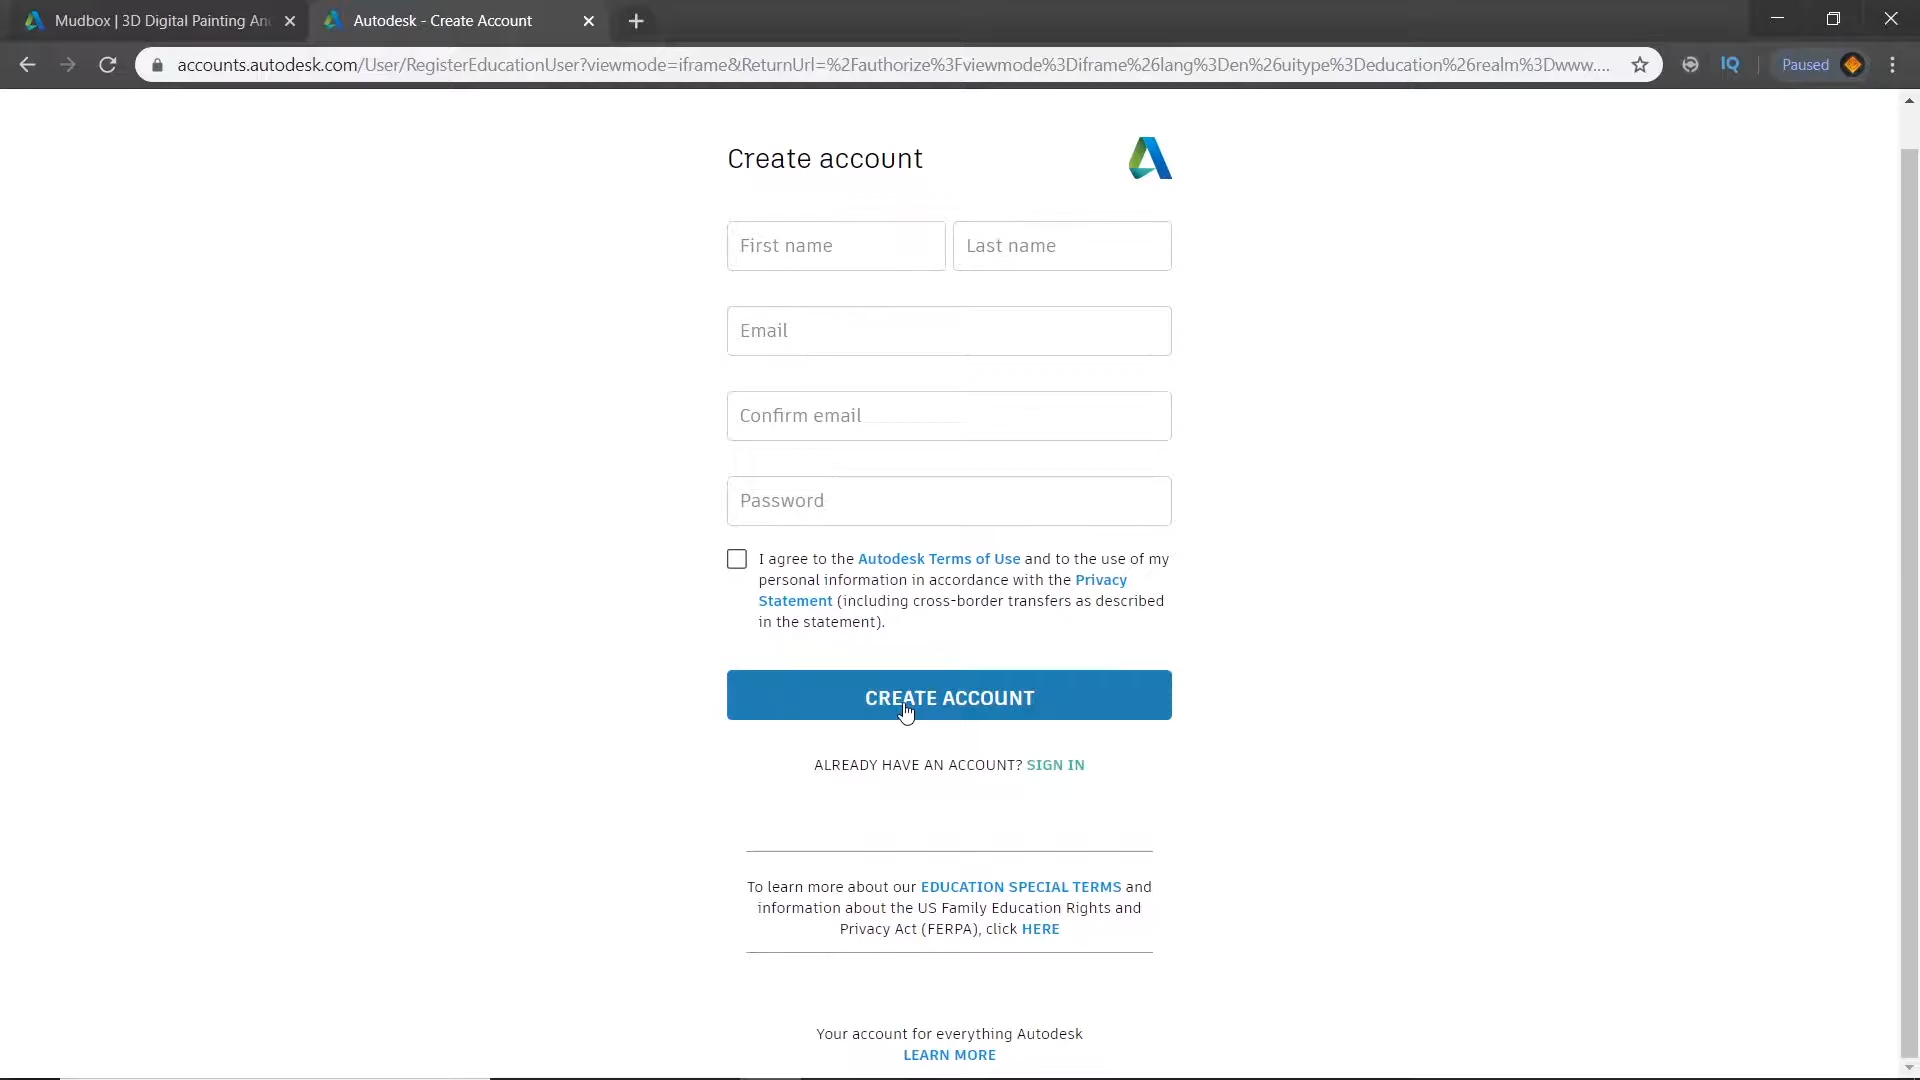 Mudbox | 3D Digital Painting An
Autodesk - Create Account
accounts.autodesk.com/User/RegisterEducationUser?viewmode=iframe&ReturnUrl=%2Fauthorize%3Fviewmode%3Diframe%26lang%3Den%26uitype%3Deducation%26realm%3Dwww....
IQ
Paused
Create account
First name
Last name
Email
Confirm email
Password
I agree to the Autodesk Terms of Use and to the use of my
personal information in accordance with the Privacy
Statement (including cross-border transfers as described
in the statement).
CREATE ACCOUNT
ALREADY HAVE AN ACCOUNT? SIGN IN
To learn more about our EDUCATION SPECIAL TERMS and
information about the US Family Education Rights and
Privacy Act (FERPA), click HERE
Your account for everything Autodesk
LEARN MORE